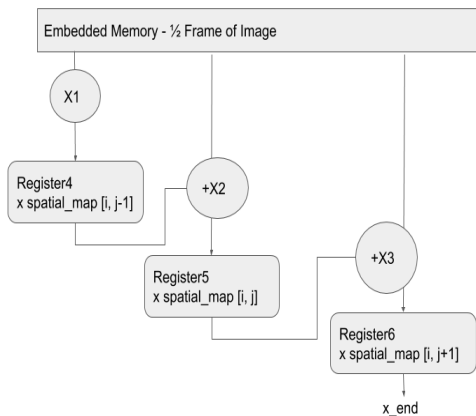 Embedded Memory - ½ Frame of Image
X1
Register4
x spatial_map [i, j-1]
+X2
Register5
x spatial_map [i, j]
+X3
Register6
x spatial_map [i, j+1]
x_end